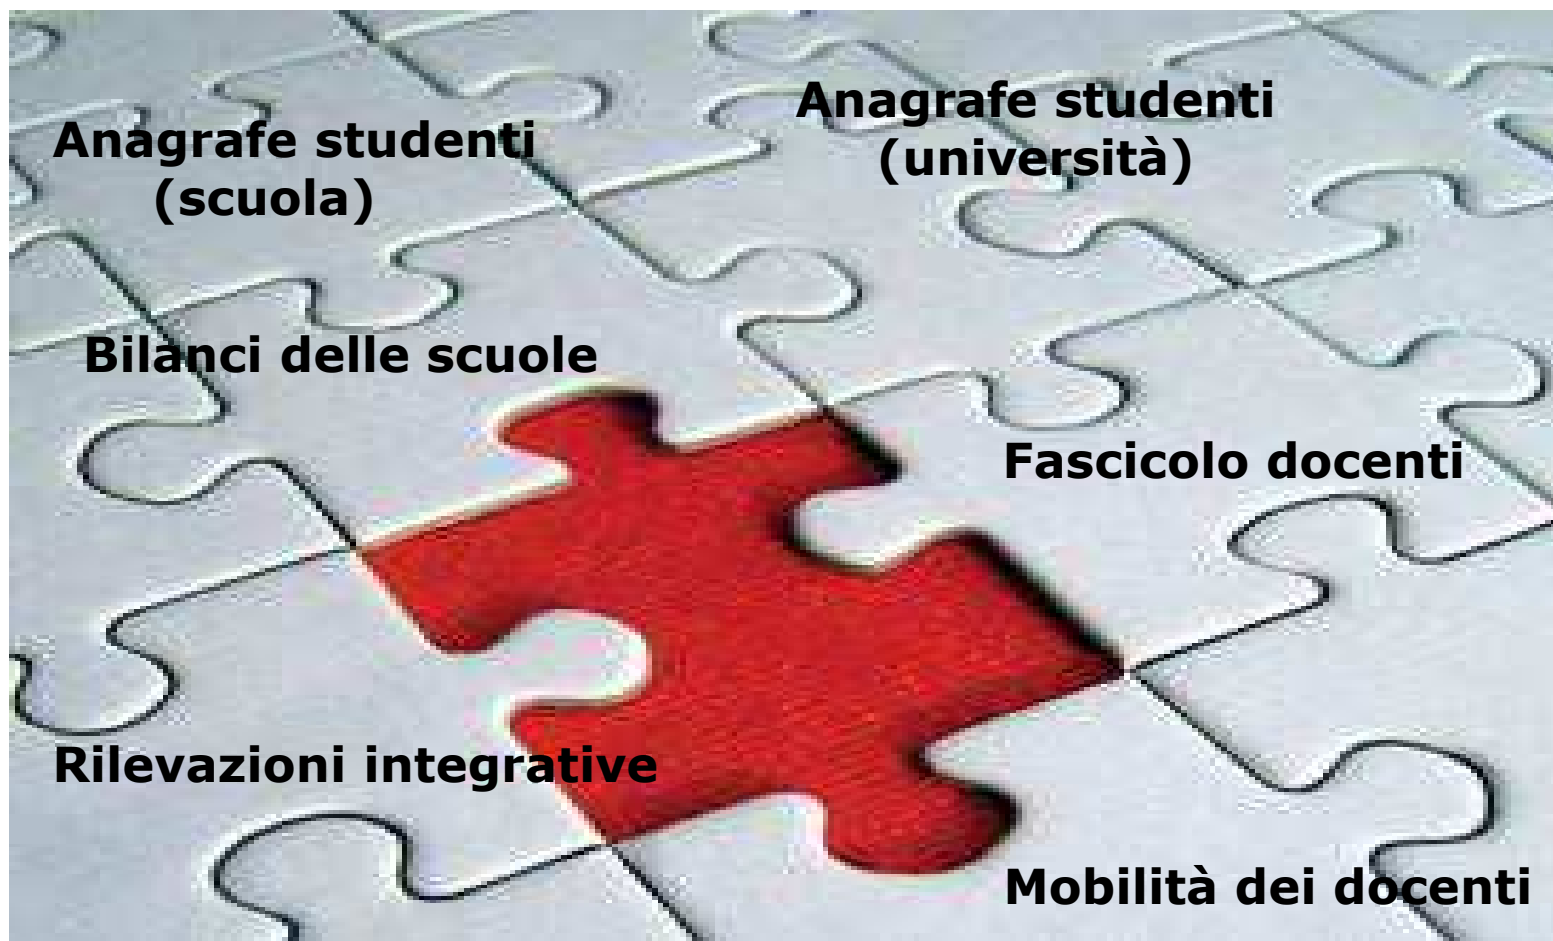 Anagrafe studenti
(scuola)
Anagrafe studenti
(università)
Bilanci delle scuole
Fascicolo docenti
Rilevazioni integrative
Mobilità dei docenti